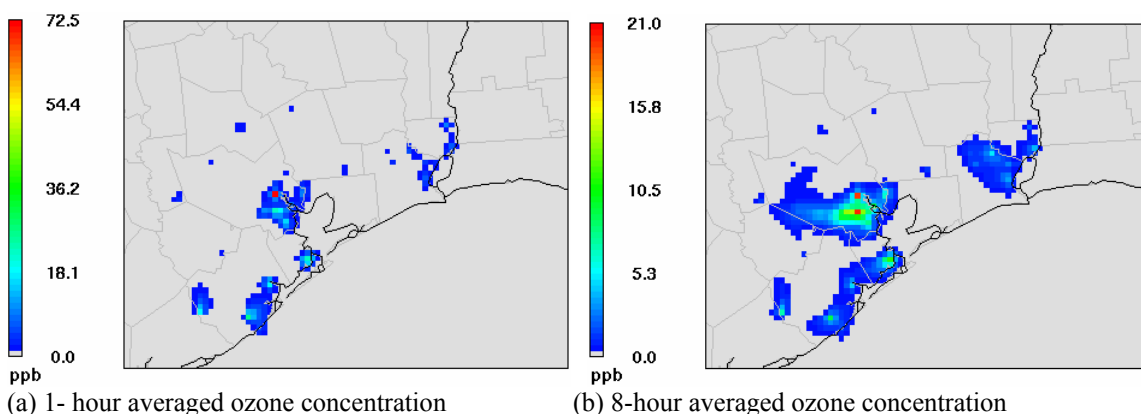 72.5
54.4
36.2
18.1
0.0
ppb
21.0
15.8
10.5
5.3
0.0
ppb
(a) 1- hour averaged ozone concentration
(b) 8-hour averaged ozone concentration